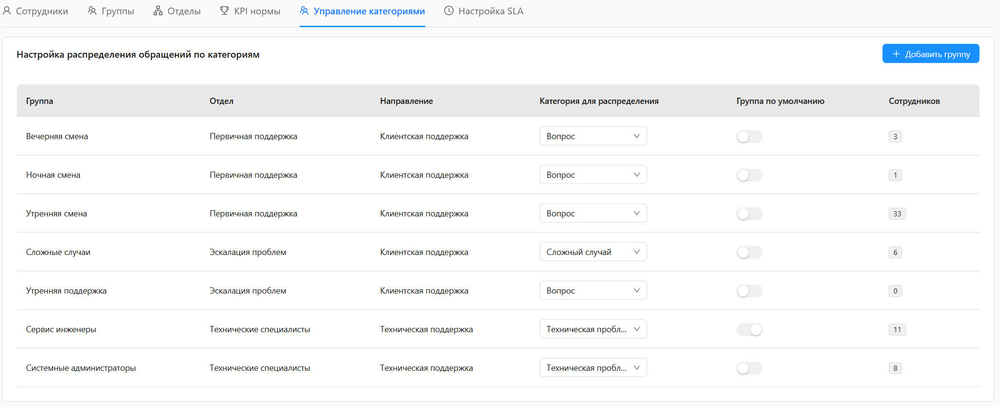 Сотрудники Группы Отделы KPI нормы Управление категориями Настройка SLA
Настройка распределения обращений по категориям + Добавить группу
Группа Отдел Направление Категория для распределения Группа по умолчанию Сотрудников
Вечерняя смена Первичная поддержка Клиентская поддержка Вопрос 3
Ночная смена Первичная поддержка Клиентская поддержка Вопрос 1
Утренняя смена Первичная поддержка Клиентская поддержка Вопрос 33
Сложные случаи Эскалация проблем Клиентская поддержка Сложный случай 6
Утренняя поддержка Эскалация проблем Клиентская поддержка Вопрос 0
Сервис инженеры Технические специалисты Техническая поддержка Техническая пробл... 11
Системные администраторы Технические специалисты Техническая поддержка Техническая пробл... 8